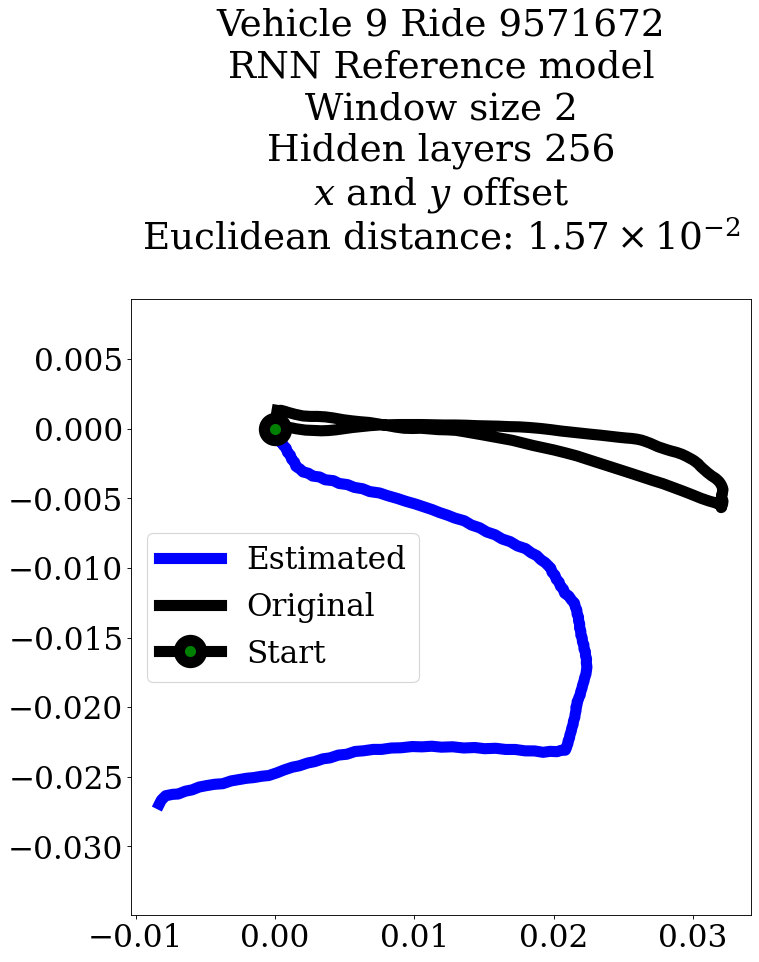 Vehicle 9 Ride 9571672
RNN Reference model
Window size 2
Hidden layers 256
x and y offset
Euclidean distance: 1.57 × 10⁻²
0.005
0.000
−0.005
−0.010
−0.015
−0.020
−0.025
−0.030
Estimated
Original
Start
−0.01 0.00 0.01 0.02 0.03